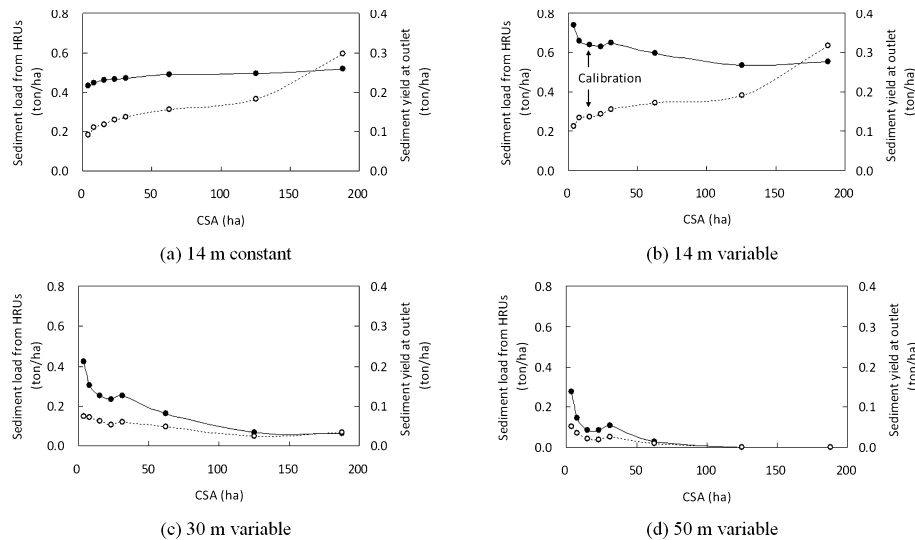 0.8
0.6
0.4
0.2
0.0
Sediment load from HRUs
(ton/ha)
0.4
0.3
0.2
0.1
0.0
Sediment yield at outlet
(ton/ha)
0 50 100 150 200
CSA (ha)
(a) 14 m constant
0.8
0.6
0.4
0.2
0.0
Sediment load from HRUs
(ton/ha)
Calibration
0.4
0.3
0.2
0.1
0.0
Sediment yield at outlet
(ton/ha)
0 50 100 150 200
CSA (ha)
(b) 14 m variable
0.8
0.6
0.4
0.2
0.0
Sediment load from HRUs
(ton/ha)
0.4
0.3
0.2
0.1
0.0
Sediment yield at outlet
(ton/ha)
0 50 100 150 200
CSA (ha)
(c) 30 m variable
0.8
0.6
0.4
0.2
0.0
Sediment load from HRUs
(ton/ha)
0.4
0.3
0.2
0.1
0.0
Sediment yield at outlet
(ton/ha)
0 50 100 150 200
CSA (ha)
(d) 50 m variable